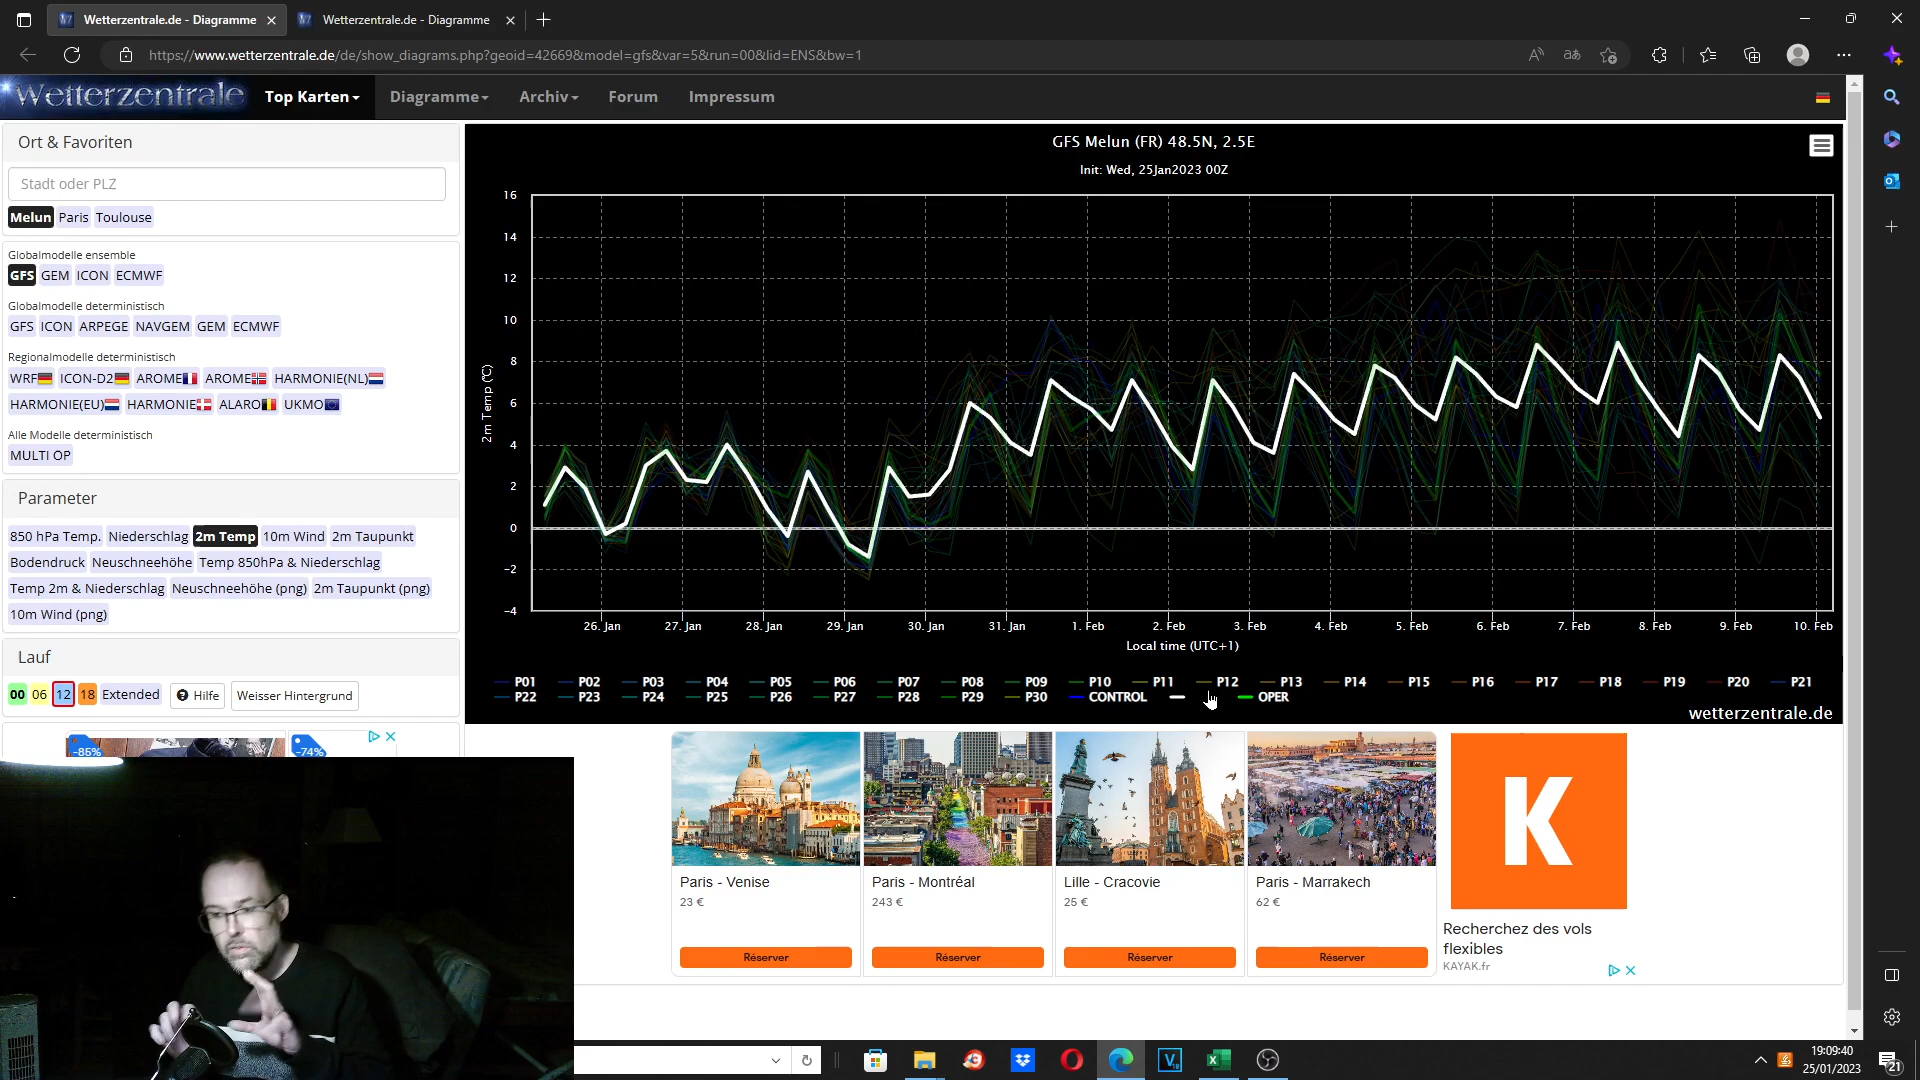 Wetterzentrale.de - Diagramme
Wetterzentrale.de - Diagramme
https://www.wetterzentrale.de/de/show_diagrams.php?geoid=42669&model=gfs&var=5&run=00&lid=ENS&bw=1
Wetterzentrale Top Karten Diagramme Archiv Forum Impressum
Ort & Favoriten
Stadt oder PLZ
Melun Paris Toulouse
Globalmodelle ensemble
GFS GEM ICON ECMWF
Globalmodelle deterministisch
GFS ICON ARPEGE NAVGEM GEM ECMWF
Regionalmodelle deterministisch
WRF ICON-D2 AROME AROME HARMONIE(NL)
HARMONIE(EU) HARMONIE ALARO UKMO
Alle Modelle deterministisch
MULTI OP
Parameter
850 hPa Temp. Niederschlag 2m Temp 10m Wind 2m Taupunkt
Bodendruck Neuschneehöhe Temp 850hPa & Niederschlag
Temp 2m & Niederschlag Neuschneehöhe (png) 2m Taupunkt (png)
10m Wind (png)
Lauf
00 06 12 18 Extended Hilfe Weisser Hintergrund
-85% -74%
GFS Melun (FR) 48.5N, 2.5E
Init: Wed, 25Jan2023 00Z
16
14
12
10
8
6
4
2
0
-2
-4
2m Temp (°C)
26. Jan 27. Jan 28. Jan 29. Jan 30. Jan 31. Jan 1. Feb 2. Feb 3. Feb 4. Feb 5. Feb 6. Feb 7. Feb 8. Feb 9. Feb 10. Feb
Local time (UTC+1)
P01 P02 P03 P04 P05 P06 P07 P08 P09 P10 P11 P12 P13 P14 P15 P16 P17 P18 P19 P20 P21
P22 P23 P24 P25 P26 P27 P28 P29 P30 CONTROL OPER
wetterzentrale.de
Paris - Venise
23 €
Réserver
Paris - Montréal
243 €
Réserver
Lille - Cracovie
25 €
Réserver
Paris - Marrakech
62 €
Réserver
K
Recherchez des vols
flexibles
KAYAK.fr
19:09:40
25/01/2023
21